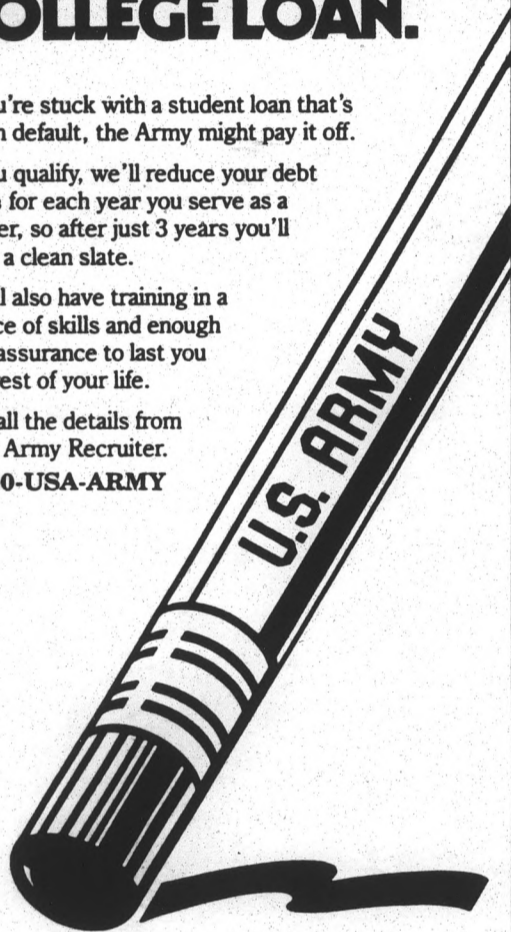 OLLEGE LOAN.
u're stuck with a student loan that's
n default, the Army might pay it off.
u qualify, we'll reduce your debt
for each year you serve as a
er, so after just 3 years you'll
a clean slate.
l also have training in a
ce of skills and enough
assurance to last you
est of your life.
all the details from
Army Recruiter.
0-USA-ARMY
U.S. ARMY